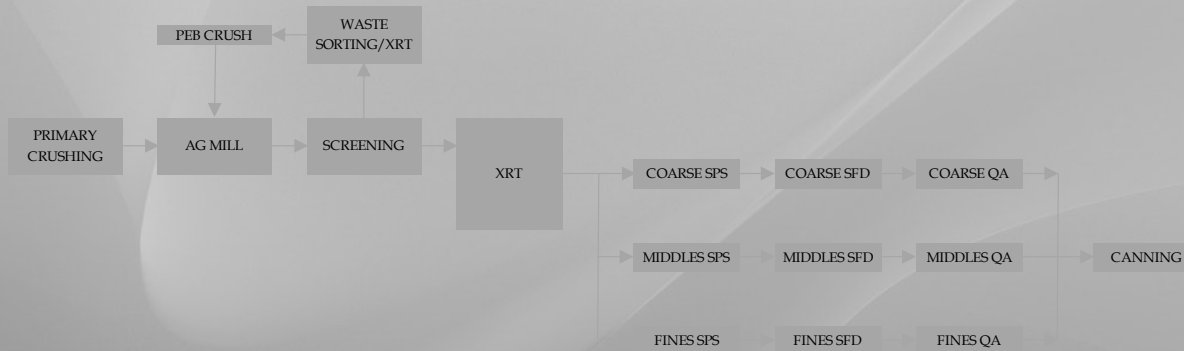 WASTE
SORTING/XRT
PEB CRUSH
PRIMARY
CRUSHING
AG MILL
SCREENING
XRT
COARSE SPS
COARSE SFD
COARSE QA
MIDDLES SPS
MIDDLES SFD
MIDDLES QA
CANNING
FINES SPS
FINES SFD
FINES QA